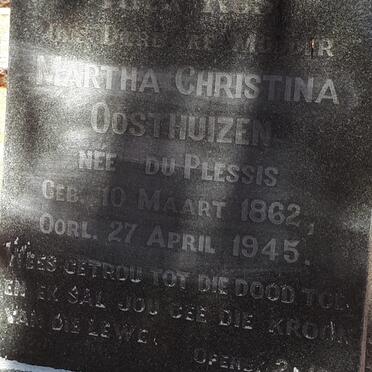 ONS DIERBARE MOEDER
MARTHA CHRISTINA
OOSTHUIZEN
NÉE DU PLESSIS
GEB. 10 MAART 1862,
OORL. 27 APRIL 1945.
WEES GETROU TOT DIE DOOD TOE
EN EK SAL JOU GEE DIE KROON
VAN DIE LEWE.
OPENB. 2